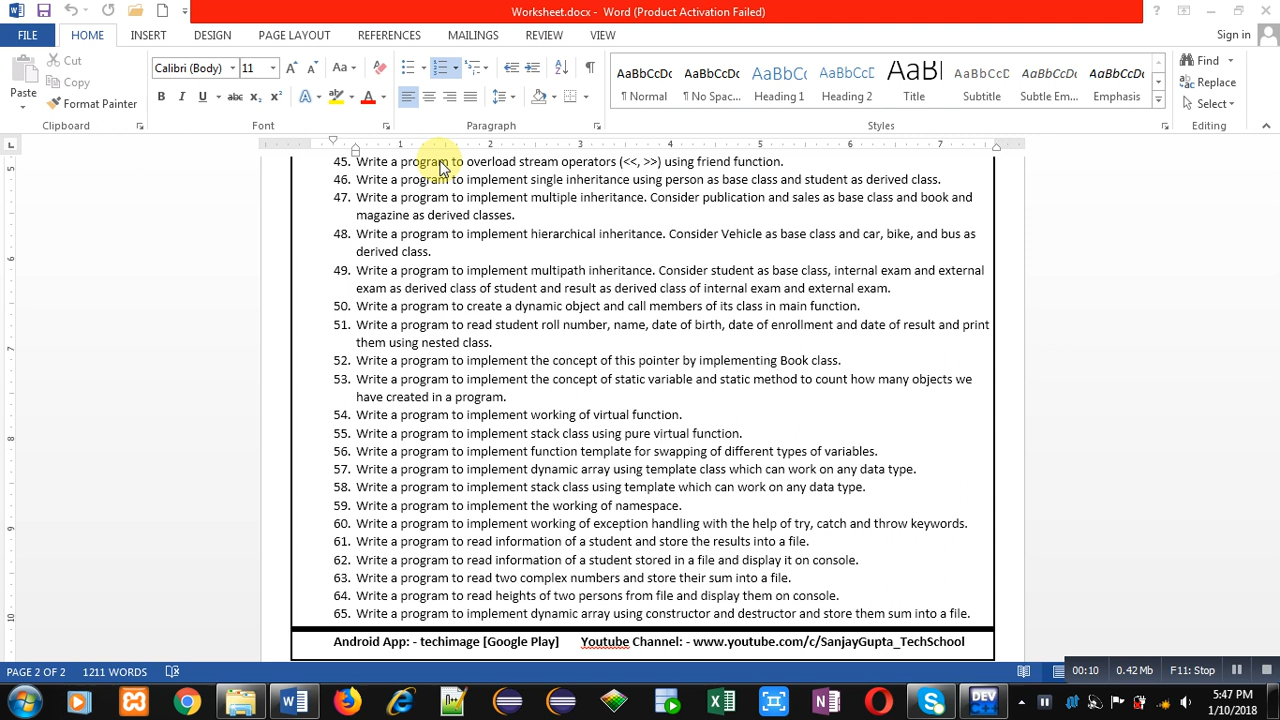 Worksheet.docx - Word (Product Activation Failed)
FILE HOME INSERT DESIGN PAGE LAYOUT REFERENCES MAILINGS REVIEW VIEW Sign in
Paste Cut Copy Format Painter
Calibri (Body) 11
AaBbCcDc AaBbCcDc AaBbCc AaBbCcD AaBl AaBbCcD AaBbCcDc AaBbCcDc
¶ Normal ¶ No Spac... Heading 1 Heading 2 Title Subtitle Subtle Em... Emphasis
Find Replace Select
Clipboard Font Paragraph Styles Editing
1 2 3 4 5 6 7
45. Write a program to overload stream operators (<<, >>) using friend function.
46. Write a program to implement single inheritance using person as base class and student as derived class.
47. Write a program to implement multiple inheritance. Consider publication and sales as base class and book and
magazine as derived classes.
48. Write a program to implement hierarchical inheritance. Consider Vehicle as base class and car, bike, and bus as
derived class.
49. Write a program to implement multipath inheritance. Consider student as base class, internal exam and external
exam as derived class of student and result as derived class of internal exam and external exam.
50. Write a program to create a dynamic object and call members of its class in main function.
51. Write a program to read student roll number, name, date of birth, date of enrollment and date of result and print
them using nested class.
52. Write a program to implement the concept of this pointer by implementing Book class.
53. Write a program to implement the concept of static variable and static method to count how many objects we
have created in a program.
54. Write a program to implement working of virtual function.
55. Write a program to implement stack class using pure virtual function.
56. Write a program to implement function template for swapping of different types of variables.
57. Write a program to implement dynamic array using template class which can work on any data type.
58. Write a program to implement stack class using template which can work on any data type.
59. Write a program to implement the working of namespace.
60. Write a program to implement working of exception handling with the help of try, catch and throw keywords.
61. Write a program to read information of a student and store the results into a file.
62. Write a program to read information of a student stored in a file and display it on console.
63. Write a program to read two complex numbers and store their sum into a file.
64. Write a program to read heights of two persons from file and display them on console.
65. Write a program to implement dynamic array using constructor and destructor and store them sum into a file.
Android App: - techimage [Google Play] Youtube Channel: - www.youtube.com/c/SanjayGupta_TechSchool
PAGE 2 OF 2 1211 WORDS
00:10 0.42 Mb F11: Stop
5:47 PM
1/10/2018